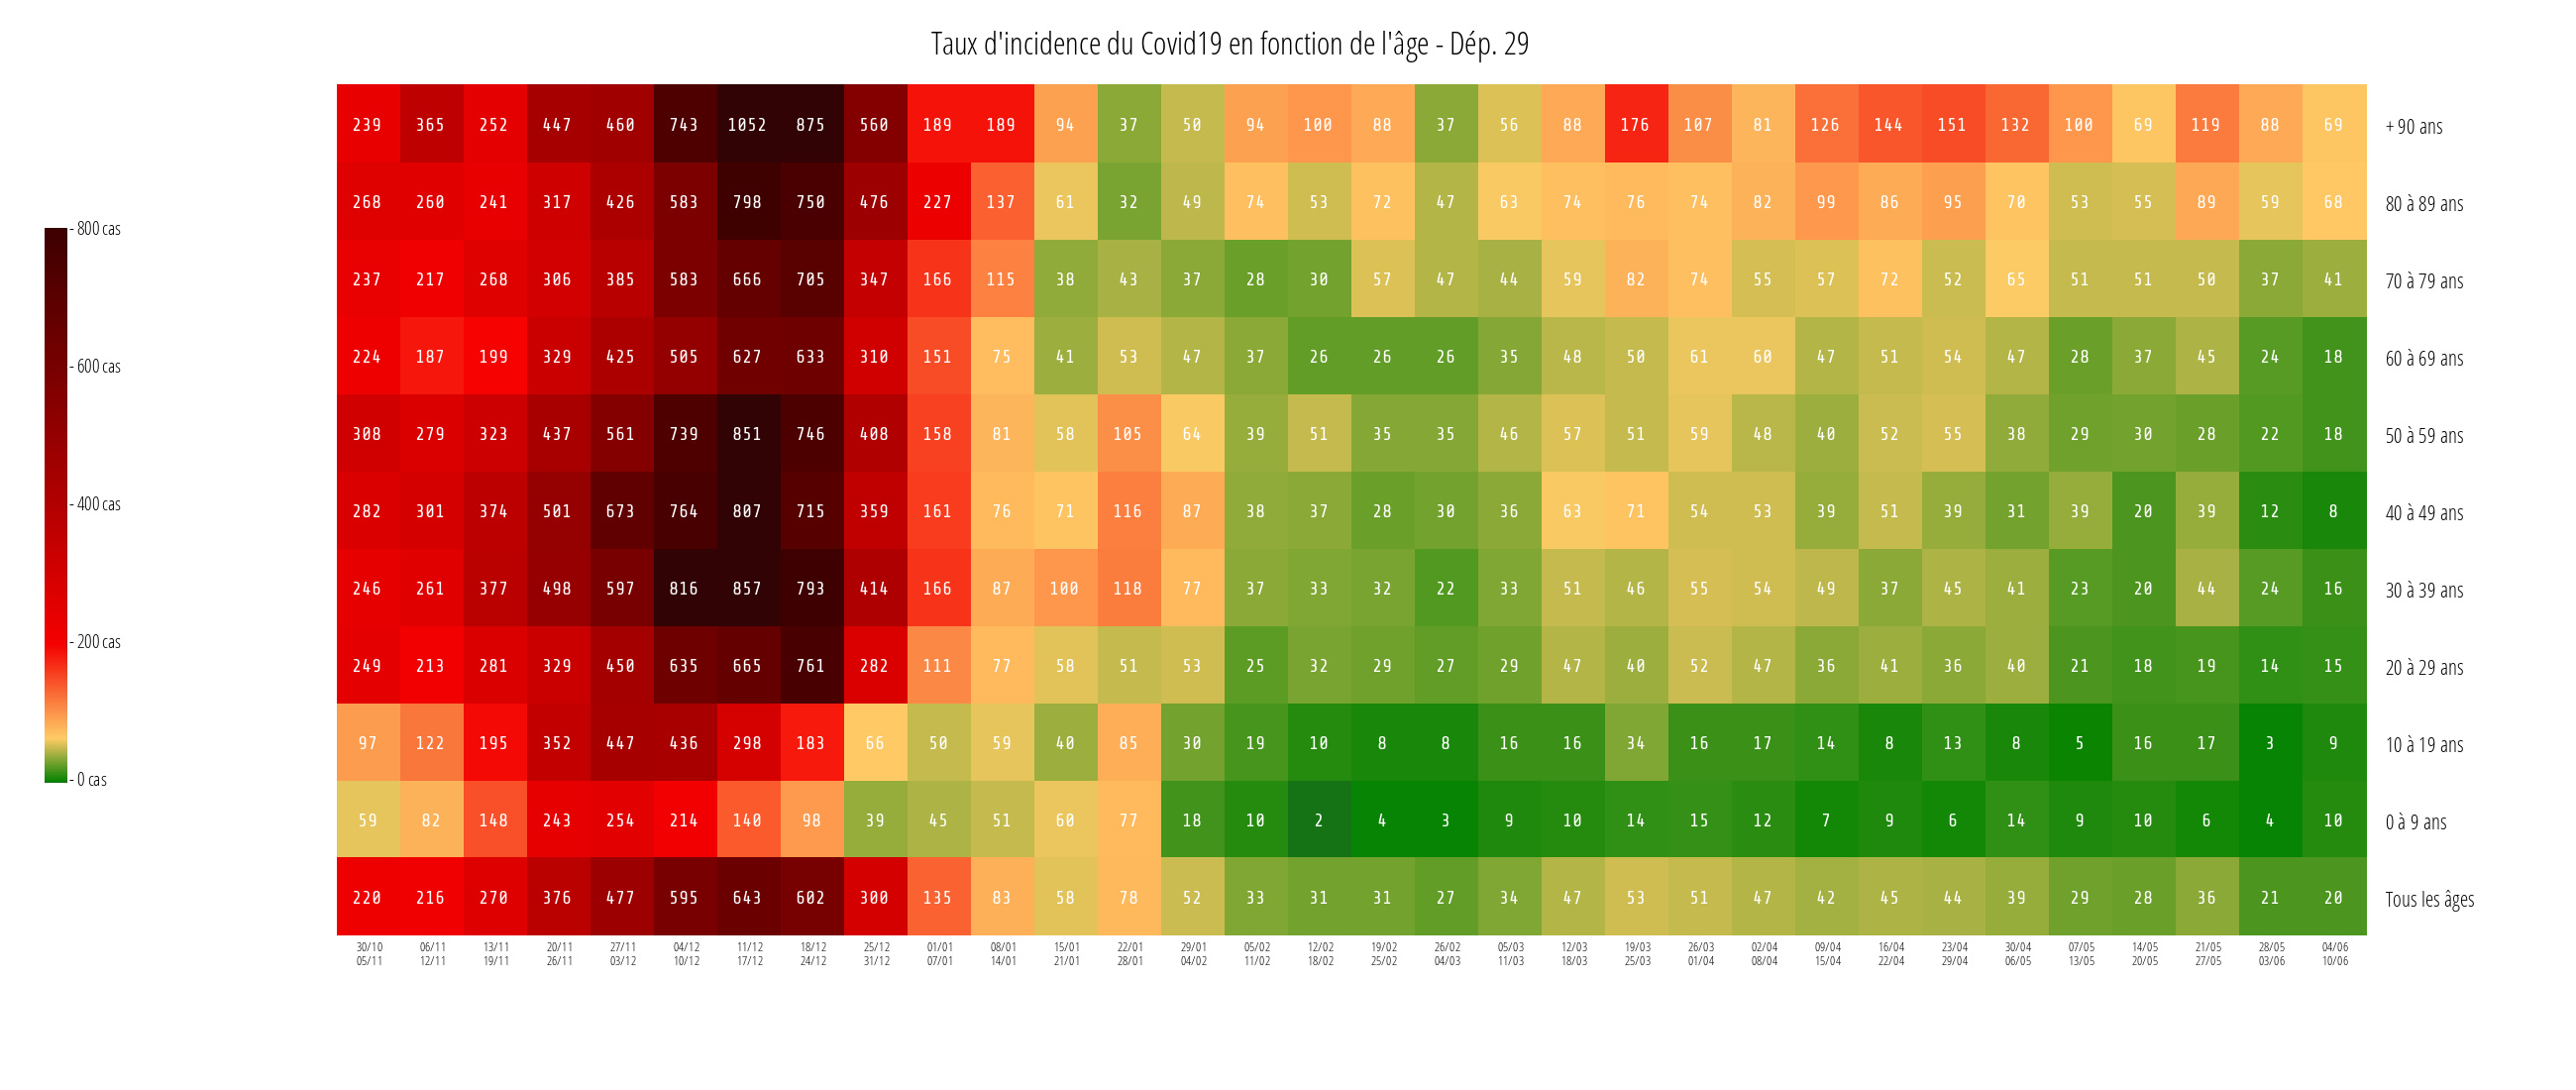 Taux d'incidence du Covid19 en fonction de l'âge - Dép. 29
- 800 cas
- 600 cas
- 400 cas
- 200 cas
- 0 cas
239 365 252 447 460 743 1052 875 560 189 189 94 37 50 94 100 88 37 56 88 176 107 81 126 144 151 132 100 69 119 88 69 + 90 ans
268 260 241 317 426 583 798 750 476 227 137 61 32 49 74 53 72 47 63 74 76 74 82 99 86 95 70 53 55 89 59 68 80 à 89 ans
237 217 268 306 385 583 666 705 347 166 115 38 43 37 28 30 57 47 44 59 82 74 55 57 72 52 65 51 51 50 37 41 70 à 79 ans
224 187 199 329 425 505 627 633 310 151 75 41 53 47 37 26 26 26 35 48 50 61 60 47 51 54 47 28 37 45 24 18 60 à 69 ans
308 279 323 437 561 739 851 746 408 158 81 58 105 64 39 51 35 35 46 57 51 59 48 40 52 55 38 29 30 28 22 18 50 à 59 ans
282 301 374 501 673 764 807 715 359 161 76 71 116 87 38 37 28 30 36 63 71 54 53 39 51 39 31 39 20 39 12 8 40 à 49 ans
246 261 377 498 597 816 857 793 414 166 87 100 118 77 37 33 32 22 33 51 46 55 54 49 37 45 41 23 20 44 24 16 30 à 39 ans
249 213 281 329 450 635 665 761 282 111 77 58 51 53 25 32 29 27 29 47 40 52 47 36 41 36 40 21 18 19 14 15 20 à 29 ans
97 122 195 352 447 436 298 183 66 50 59 40 85 30 19 10 8 8 16 16 34 16 17 14 8 13 8 5 16 17 3 9 10 à 19 ans
59 82 148 243 254 214 140 98 39 45 51 60 77 18 10 2 4 3 9 10 14 15 12 7 9 6 14 9 10 6 4 10 0 à 9 ans
220 216 270 376 477 595 643 602 300 135 83 58 78 52 33 31 31 27 34 47 53 51 47 42 45 44 39 29 28 36 21 20 Tous les âges
30/10 06/11 13/11 20/11 27/11 04/12 11/12 18/12 25/12 01/01 08/01 15/01 22/01 29/01 05/02 12/02 19/02 26/02 05/03 12/03 19/03 26/03 02/04 09/04 16/04 23/04 30/04 07/05 14/05 21/05 28/05 04/06
05/11 12/11 19/11 26/11 03/12 10/12 17/12 24/12 31/12 07/01 14/01 21/01 28/01 04/02 11/02 18/02 25/02 04/03 11/03 18/03 25/03 01/04 08/04 15/04 22/04 29/04 06/05 13/05 20/05 27/05 03/06 10/06